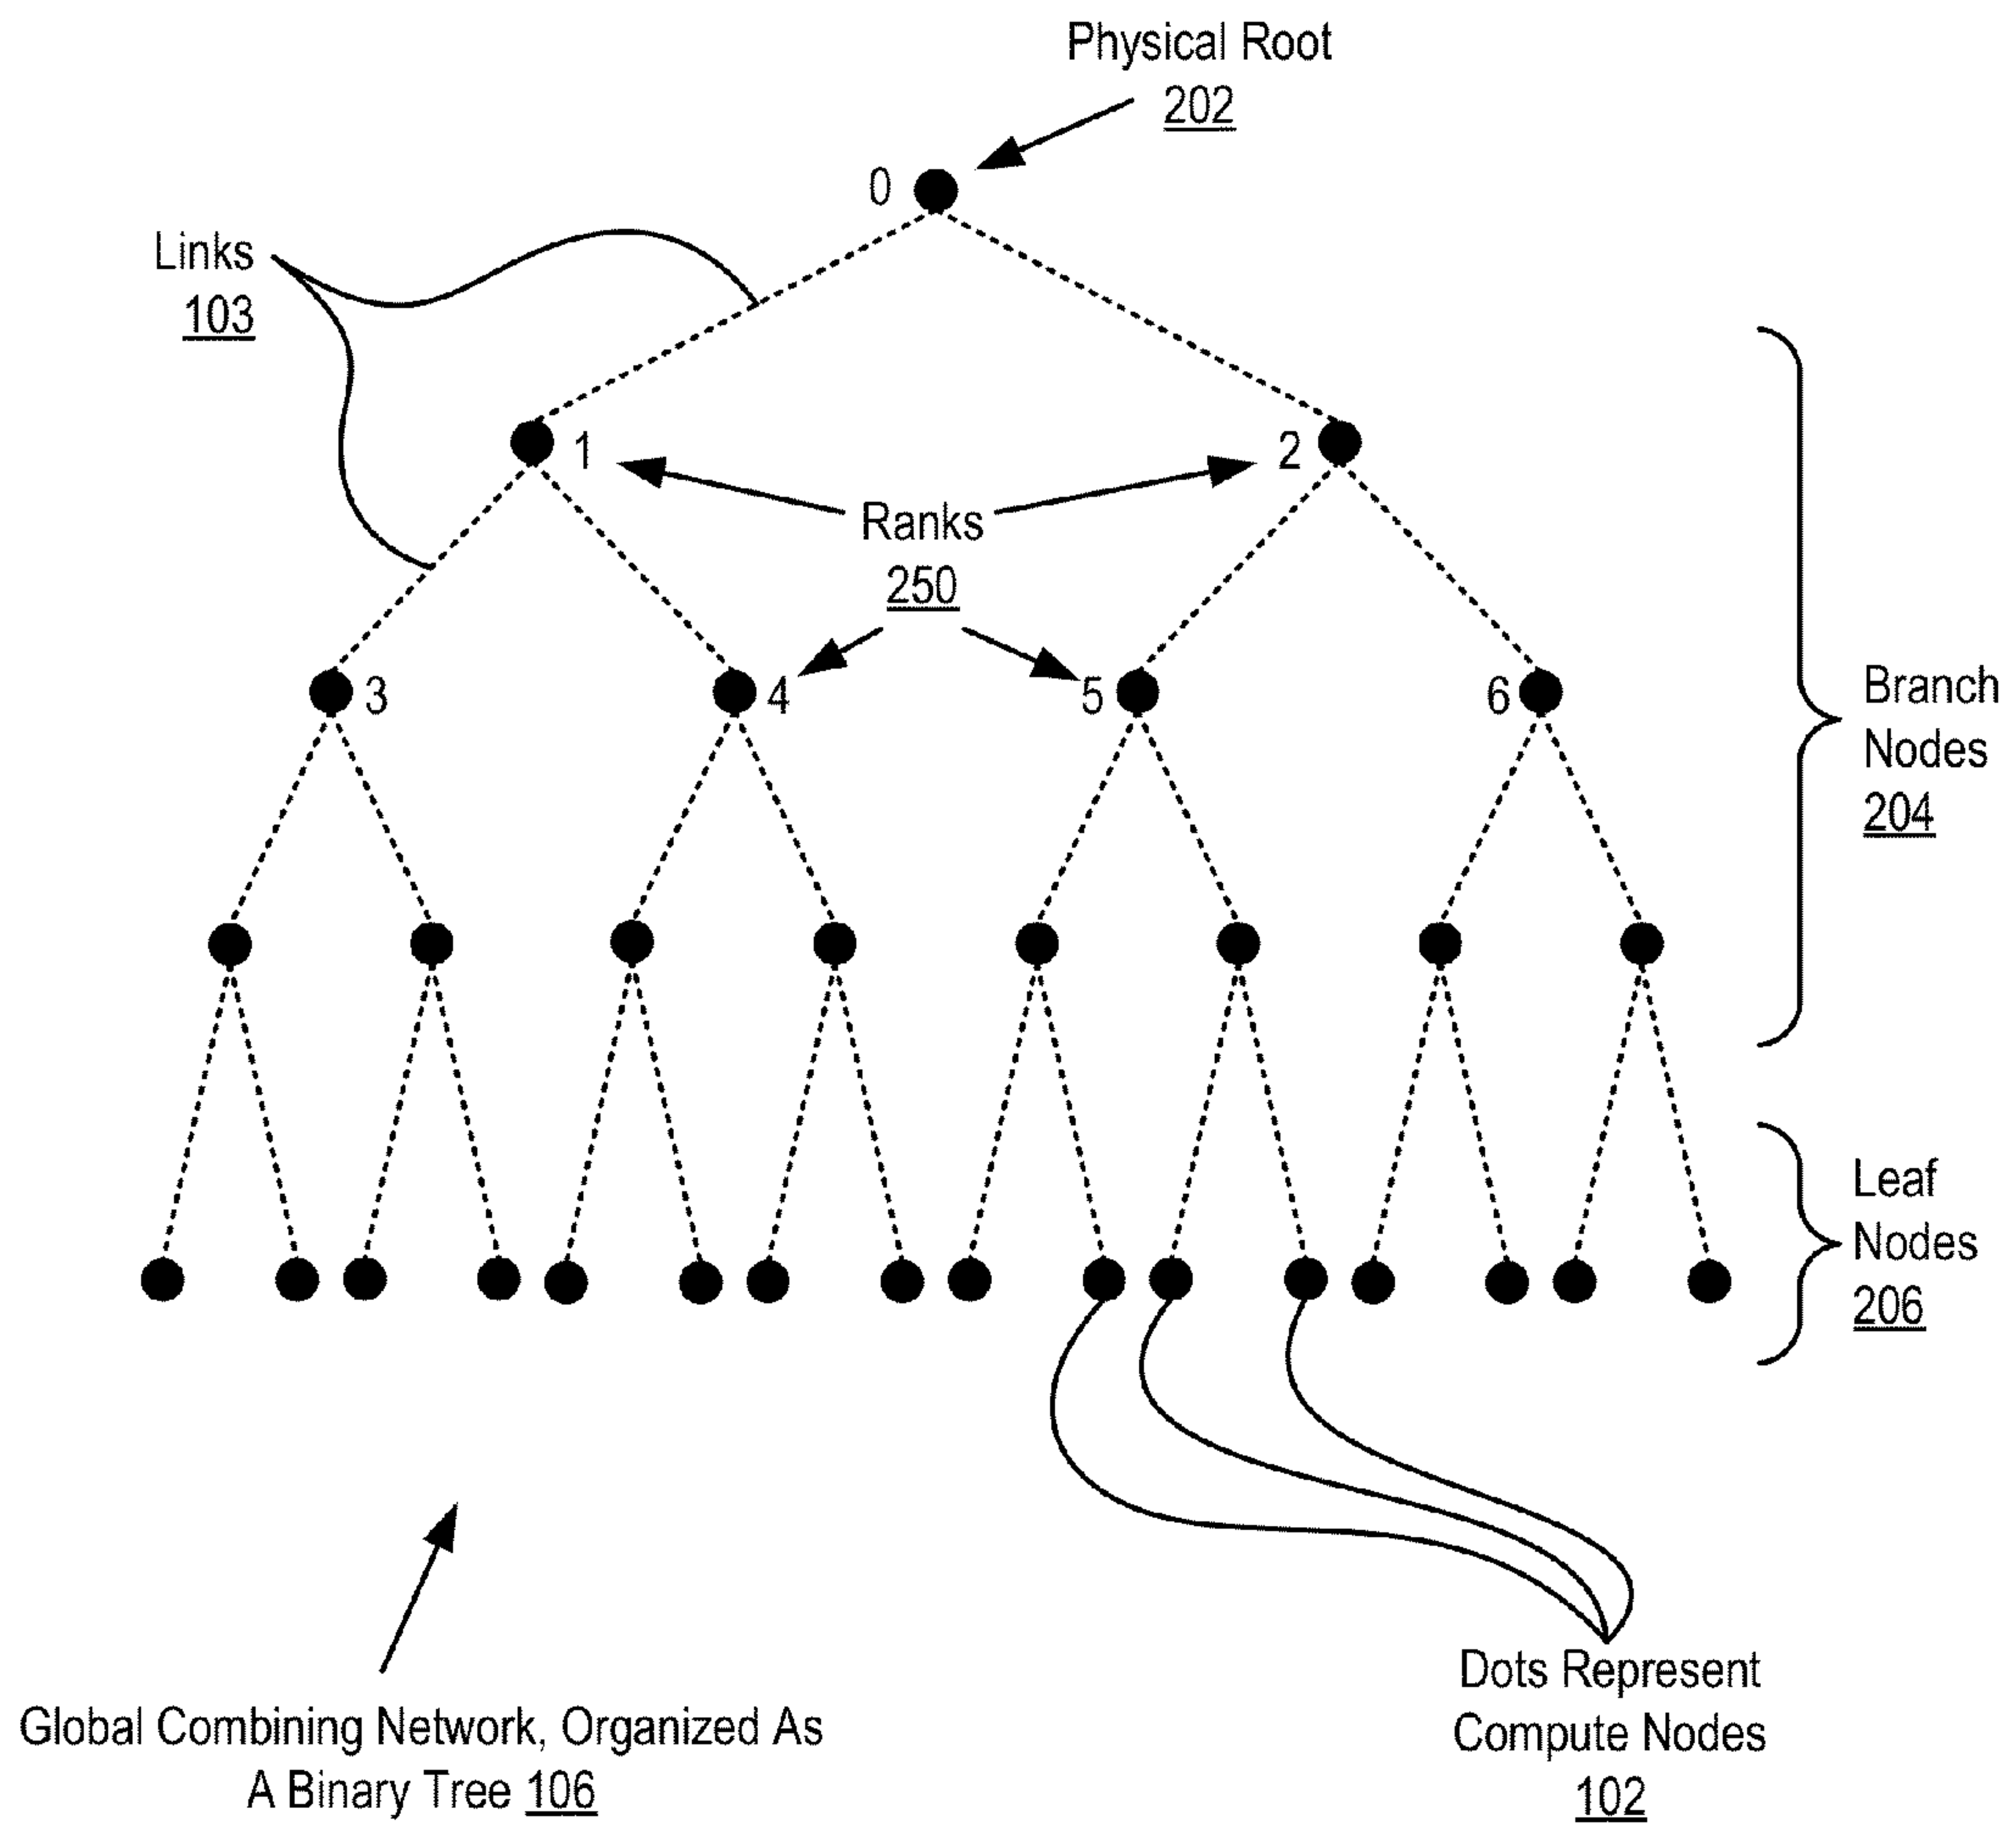 Physical Root
202
0
Links
103
1
2
Ranks
250
3
4
5
6
Branch
Nodes
204
Leaf
Nodes
206
Global Combining Network, Organized As
A Binary Tree 106
Dots Represent
Compute Nodes
102